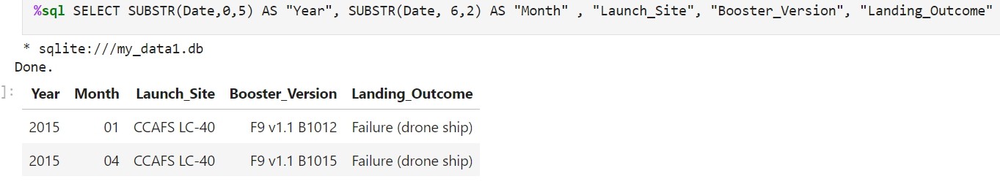 %sql SELECT SUBSTR(Date,0,5) AS "Year", SUBSTR(Date, 6,2) AS "Month" , "Launch_Site", "Booster_Version", "Landing_Outcome"
* sqlite:///my_data1.db
Done.
]:
Year Month Launch_Site Booster_Version Landing_Outcome
2015 01 CCAFS LC-40 F9 v1.1 B1012 Failure (drone ship)
2015 04 CCAFS LC-40 F9 v1.1 B1015 Failure (drone ship)